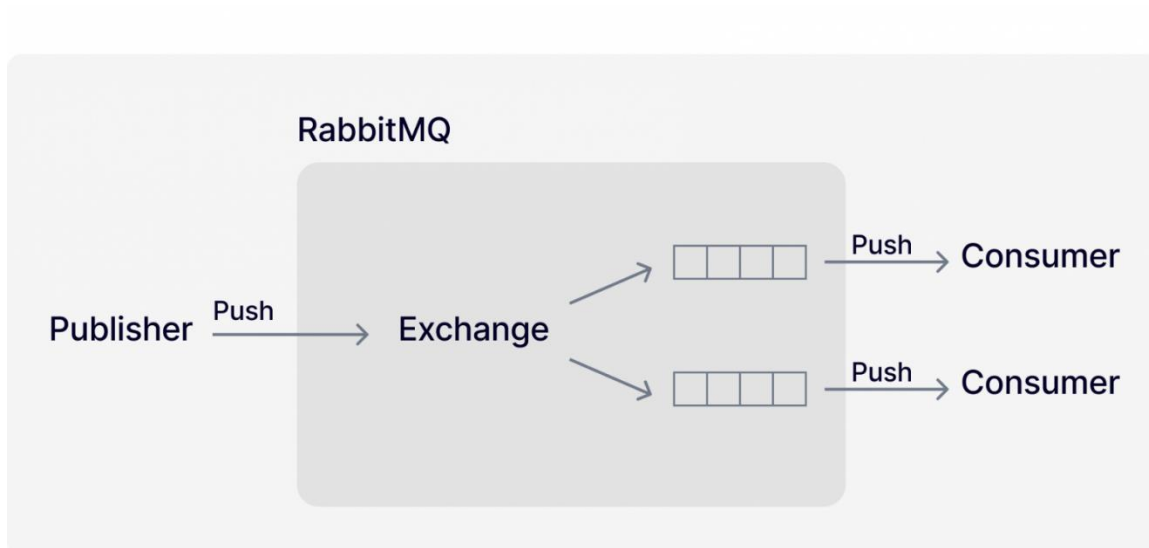 RabbitMQ
Push
Consumer
Publisher
Push
Exchange
Push
Consumer